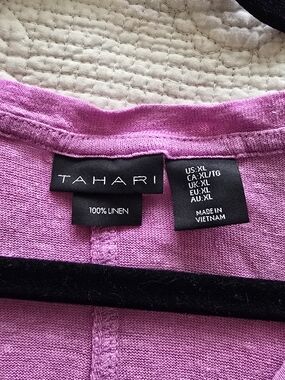 TAHARI
100% LINEN
US: XL
CA XL/TG
UK: XL
EU: XL
AU: XL
MADE IN
VIETNAM